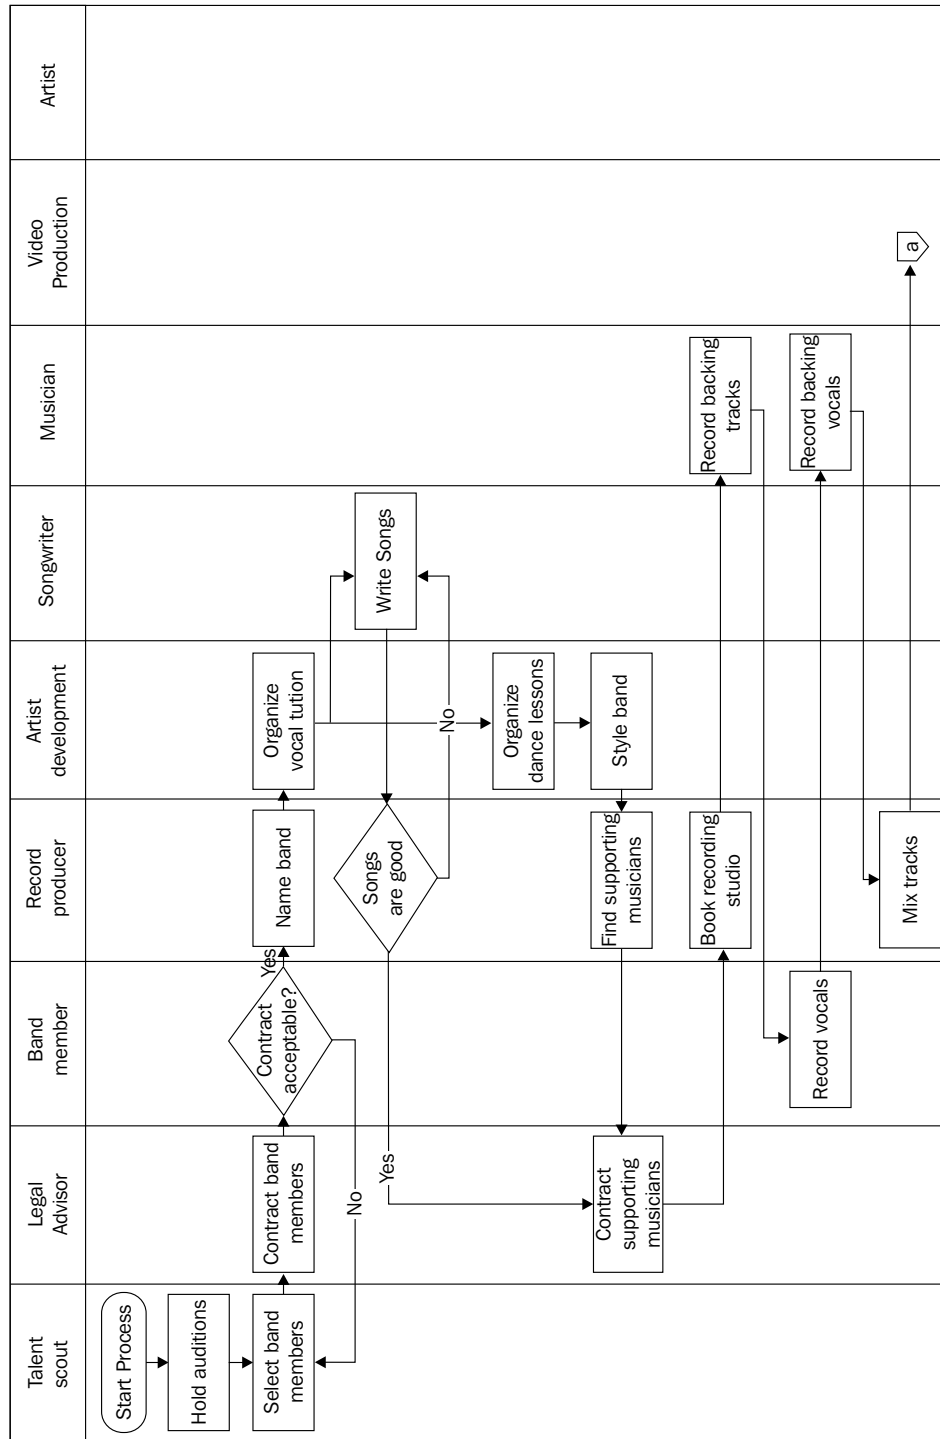 Talent
scout
Legal
Advisor
Band
member
Record
producer
Artist
development
Songwriter
Musician
Video
Production
Artist
Start Process
Hold auditions
Select band
members
Contract band
members
Contract
acceptable?
Yes
No
Name band
Organize
vocal tution
Write Songs
Songs
are good
No
Yes
Organize
dance lessons
Style band
Find supporting
musicians
Contract
supporting
musicians
Book recording
studio
Record backing
tracks
Record vocals
Record backing
vocals
Mix tracks
a